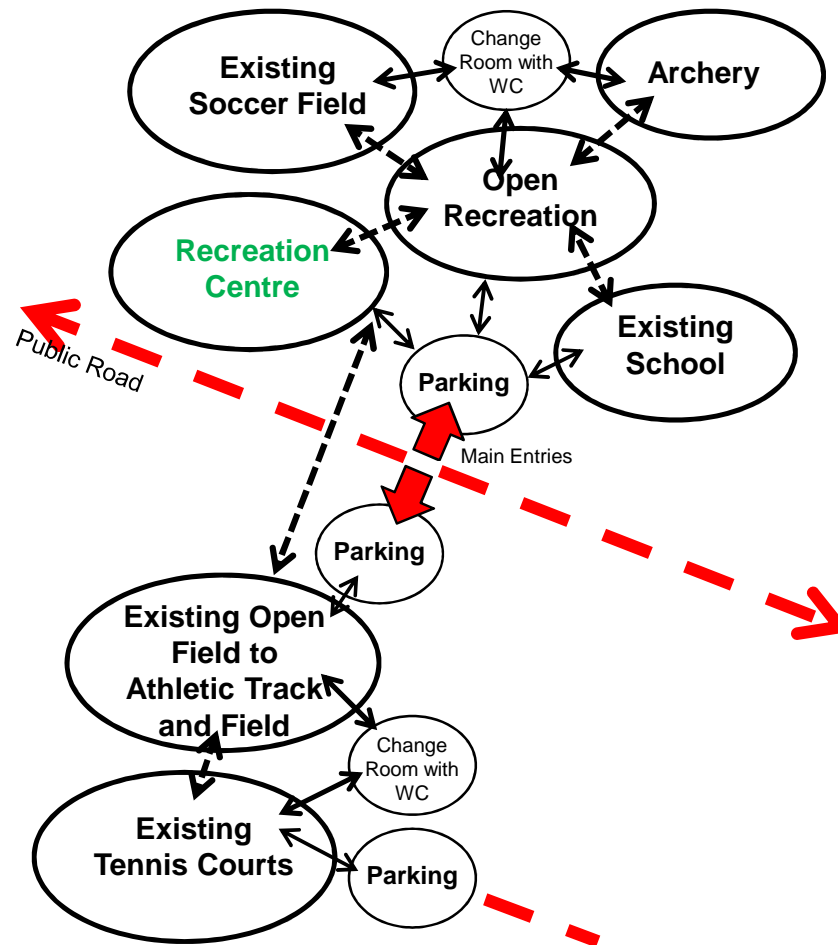 Existing
Soccer Field
Change
Room with
WC
Archery
Open
Recreation
Recreation
Centre
Public Road
Existing
School
Parking
Main Entries
Parking
Existing Open
Field to
Athletic Track
and Field
Change
Room with
WC
Existing
Tennis Courts
Parking